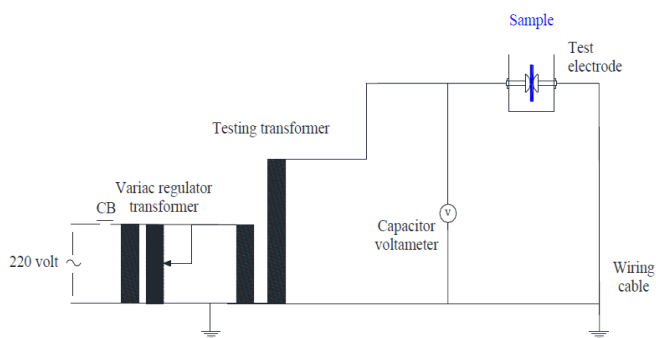 Sample
Test
electrode
Testing transformer
Variac regulator
transformer
CB
V
Capacitor
voltameter
220 volt
Wiring
cable